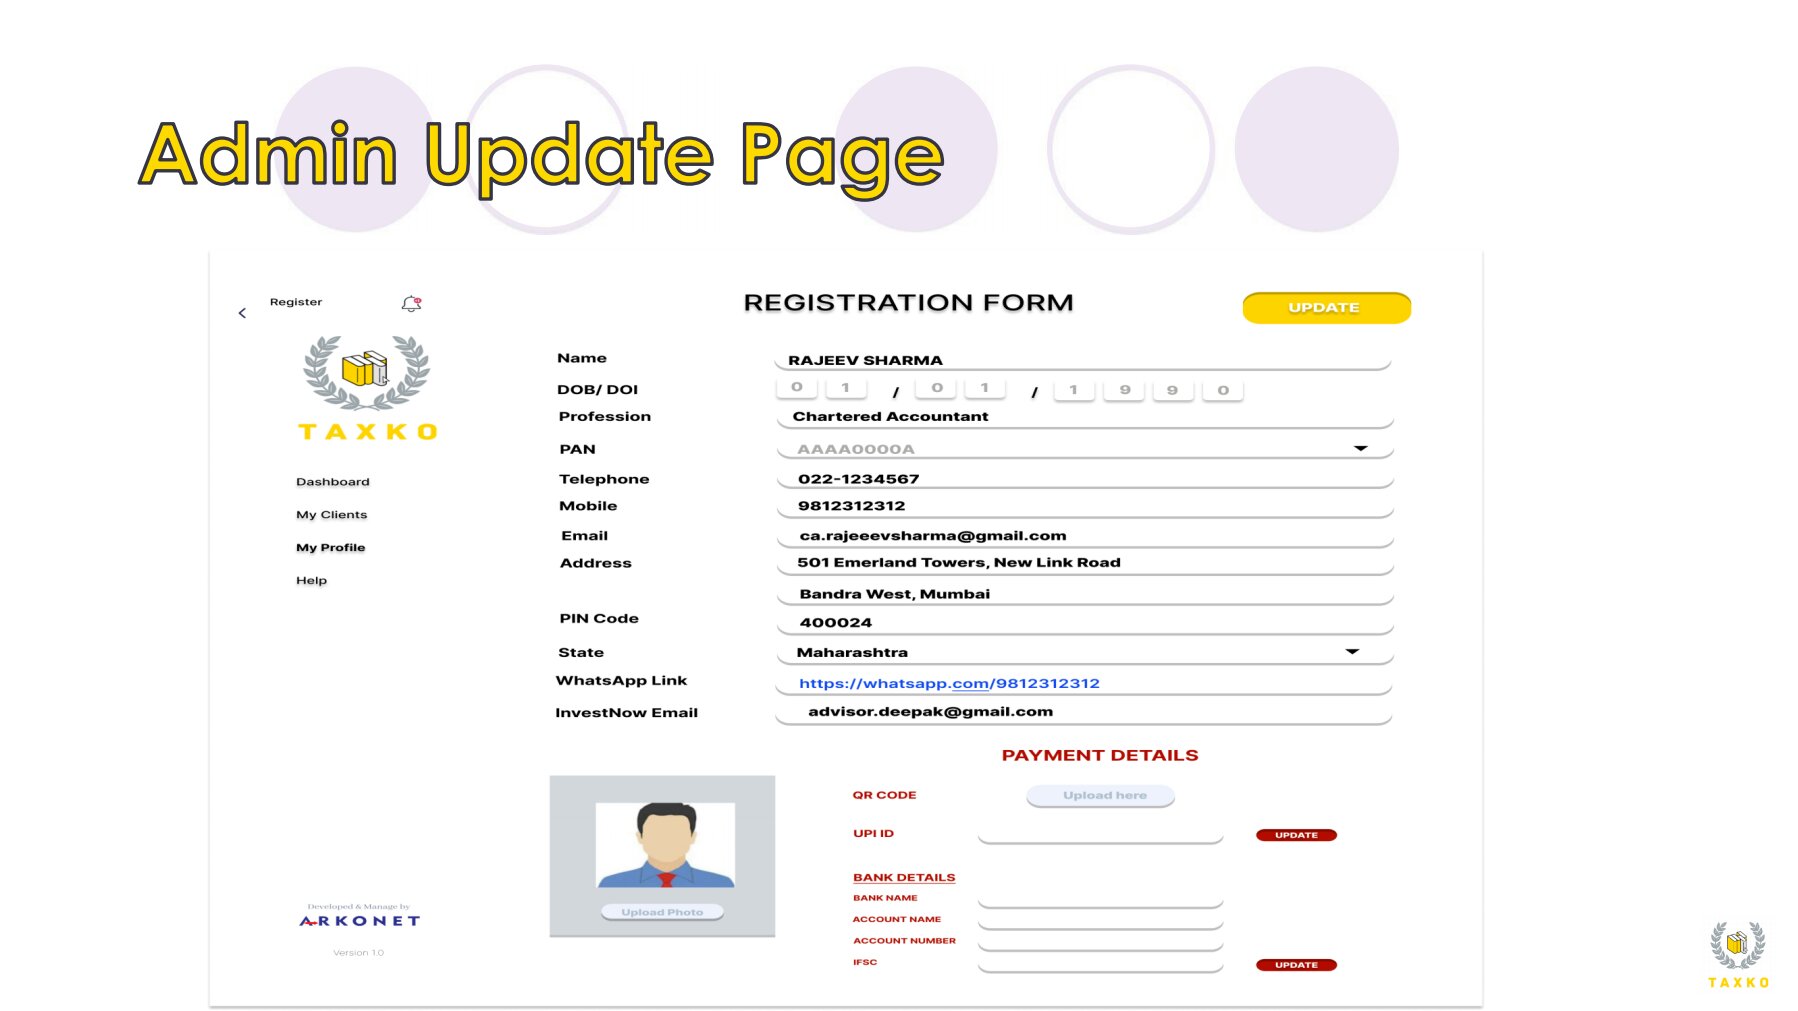 Admin Update Page
Register
REGISTRATION FORM
UPDATE
TAXKO
Dashboard
My Clients
My Profile
Help
Name RAJEEV SHARMA
DOB/ DOI 0 1 / 0 1 / 1 9 9 0
Profession Chartered Accountant
PAN AAAA0000A
Telephone 022-1234567
Mobile 9812312312
Email ca.rajeeevsharma@gmail.com
Address 501 Emerland Towers, New Link Road
Bandra West, Mumbai
PIN Code 400024
State Maharashtra
WhatsApp Link https://whatsapp.com/9812312312
InvestNow Email advisor.deepak@gmail.com
PAYMENT DETAILS
QR CODE Upload here
UPI ID UPDATE
BANK DETAILS
BANK NAME
ACCOUNT NAME
ACCOUNT NUMBER
IFSC UPDATE
Upload Photo
Developed & Manage by
ARKONET
Version 1.0
TAXKO